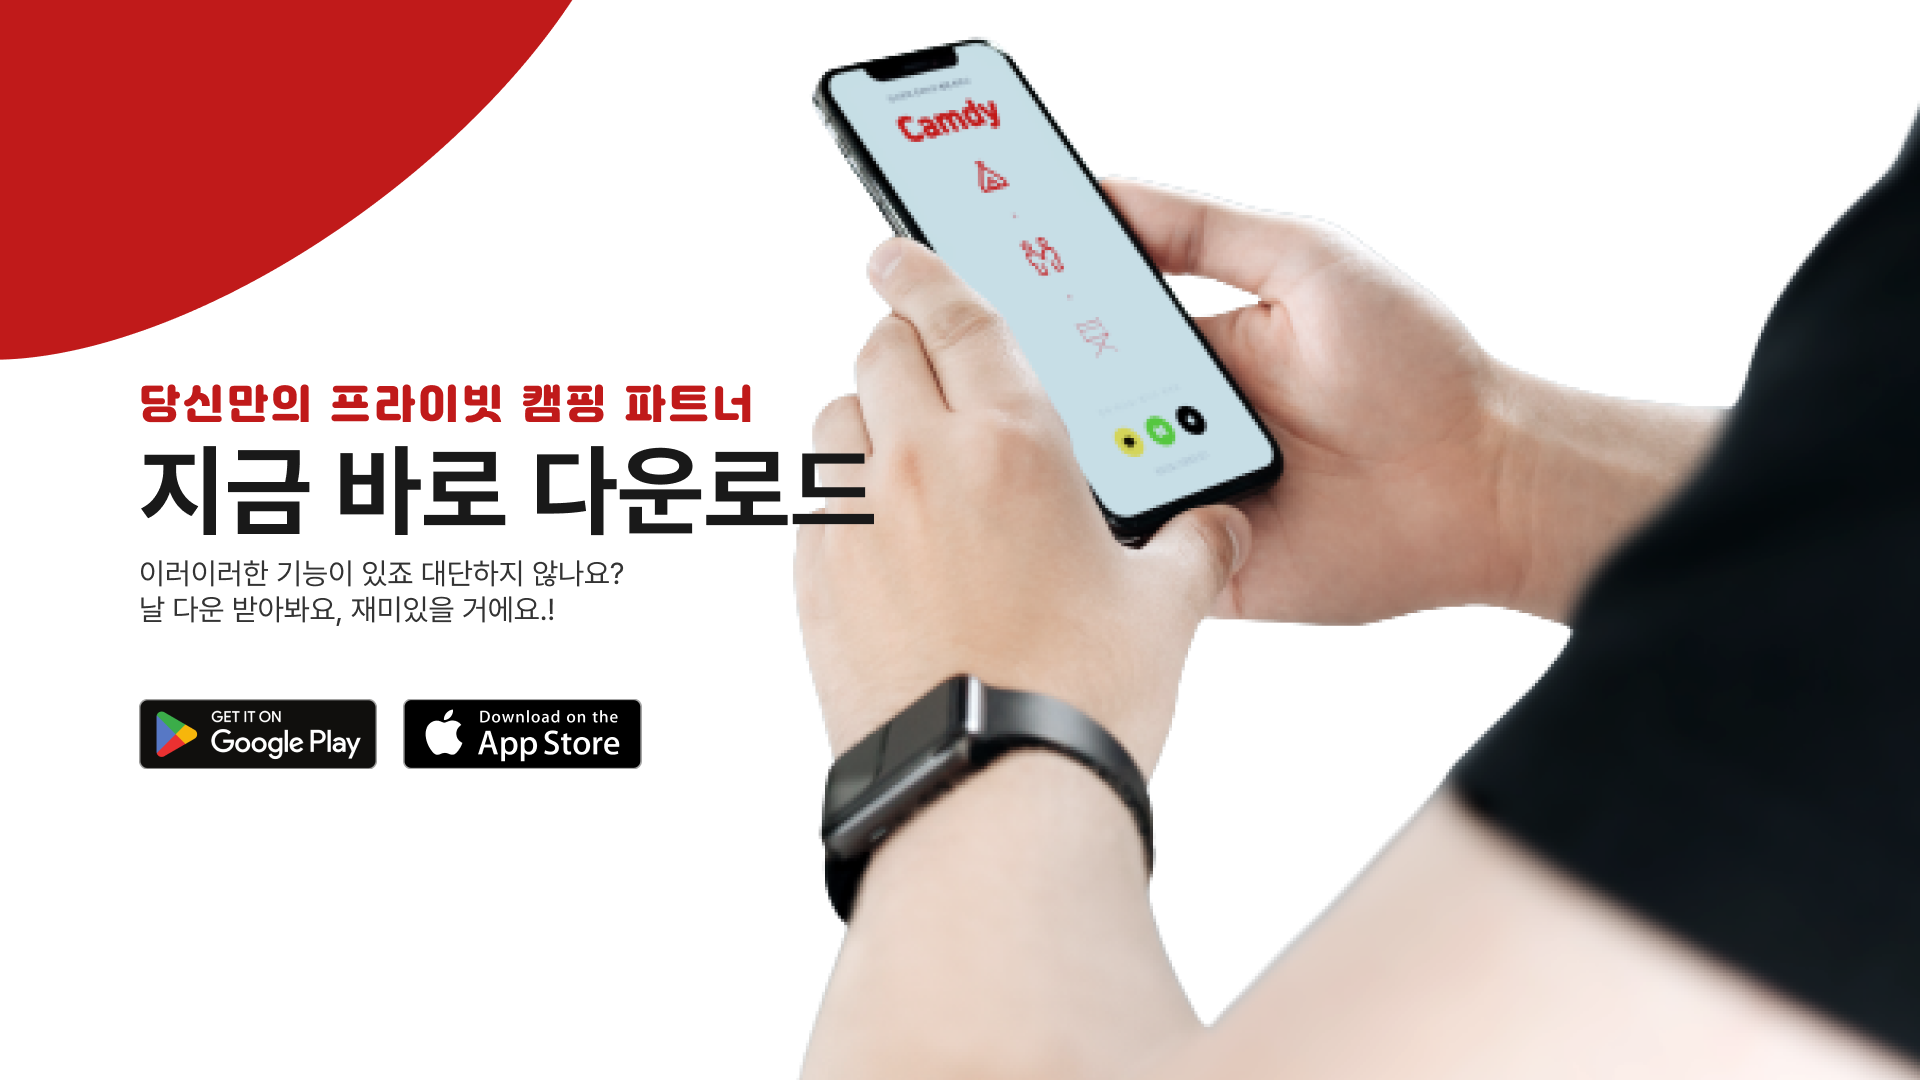 Camdy
당신만의 프라이빗 캠핑 파트너
지금 바로 다운로드
이러이러한 기능이 있죠 대단하지 않나요?
날 다운 받아봐요, 재미있을 거에요.!
GET IT ON
Google Play
Download on the
App Store